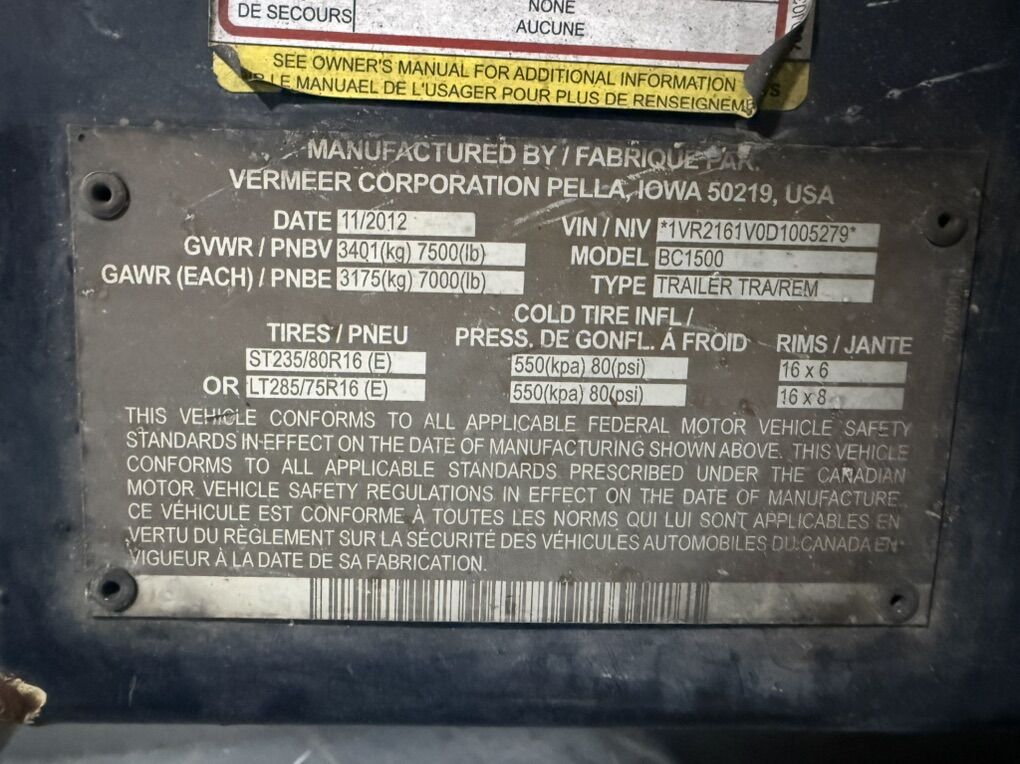 DE SECOURS
NONE
AUCUNE
SEE OWNER'S MANUAL FOR ADDITIONAL INFORMATION
LE MANUAEL DE L'USAGER POUR PLUS DE RENSEIGNEME
MANUFACTURED BY / FABRIQUE PAR.
VERMEER CORPORATION PELLA, IOWA 50219, USA
DATE 11/2012 VIN / NIV *1VR2161V0D1005279*
GVWR / PNBV 3401(kg) 7500(lb) MODEL BC1500
GAWR (EACH) / PNBE 3175(kg) 7000(lb) TYPE TRAILER TRA/REM
COLD TIRE INFL /
TIRES / PNEU PRESS. DE GONFL. Á FROID RIMS / JANTE
ST235/80R16 (E) 550(kpa) 80(psi) 16 x 6
OR LT285/75R16 (E) 550(kpa) 80(psi) 16 x 8
THIS VEHICLE CONFORMS TO ALL APPLICABLE FEDERAL MOTOR VEHICLE SAFETY
STANDARDS IN EFFECT ON THE DATE OF MANUFACTURING SHOWN ABOVE. THIS VEHICLE
CONFORMS TO ALL APPLICABLE STANDARDS PRESCRIBED UNDER THE CANADIAN
MOTOR VEHICLE SAFETY REGULATIONS IN EFFECT ON THE DATE OF MANUFACTURE.
CE VÉHICULE EST CONFORME À TOUTES LES NORMS QUI LUI SONT APPLICABLES EN
VERTU DU RÈGLEMENT SUR LA SÉCURITÉ DES VÉHICULES AUTOMOBILES DU CANADA EN
VIGUEUR À LA DATE DE SA FABRICATION.